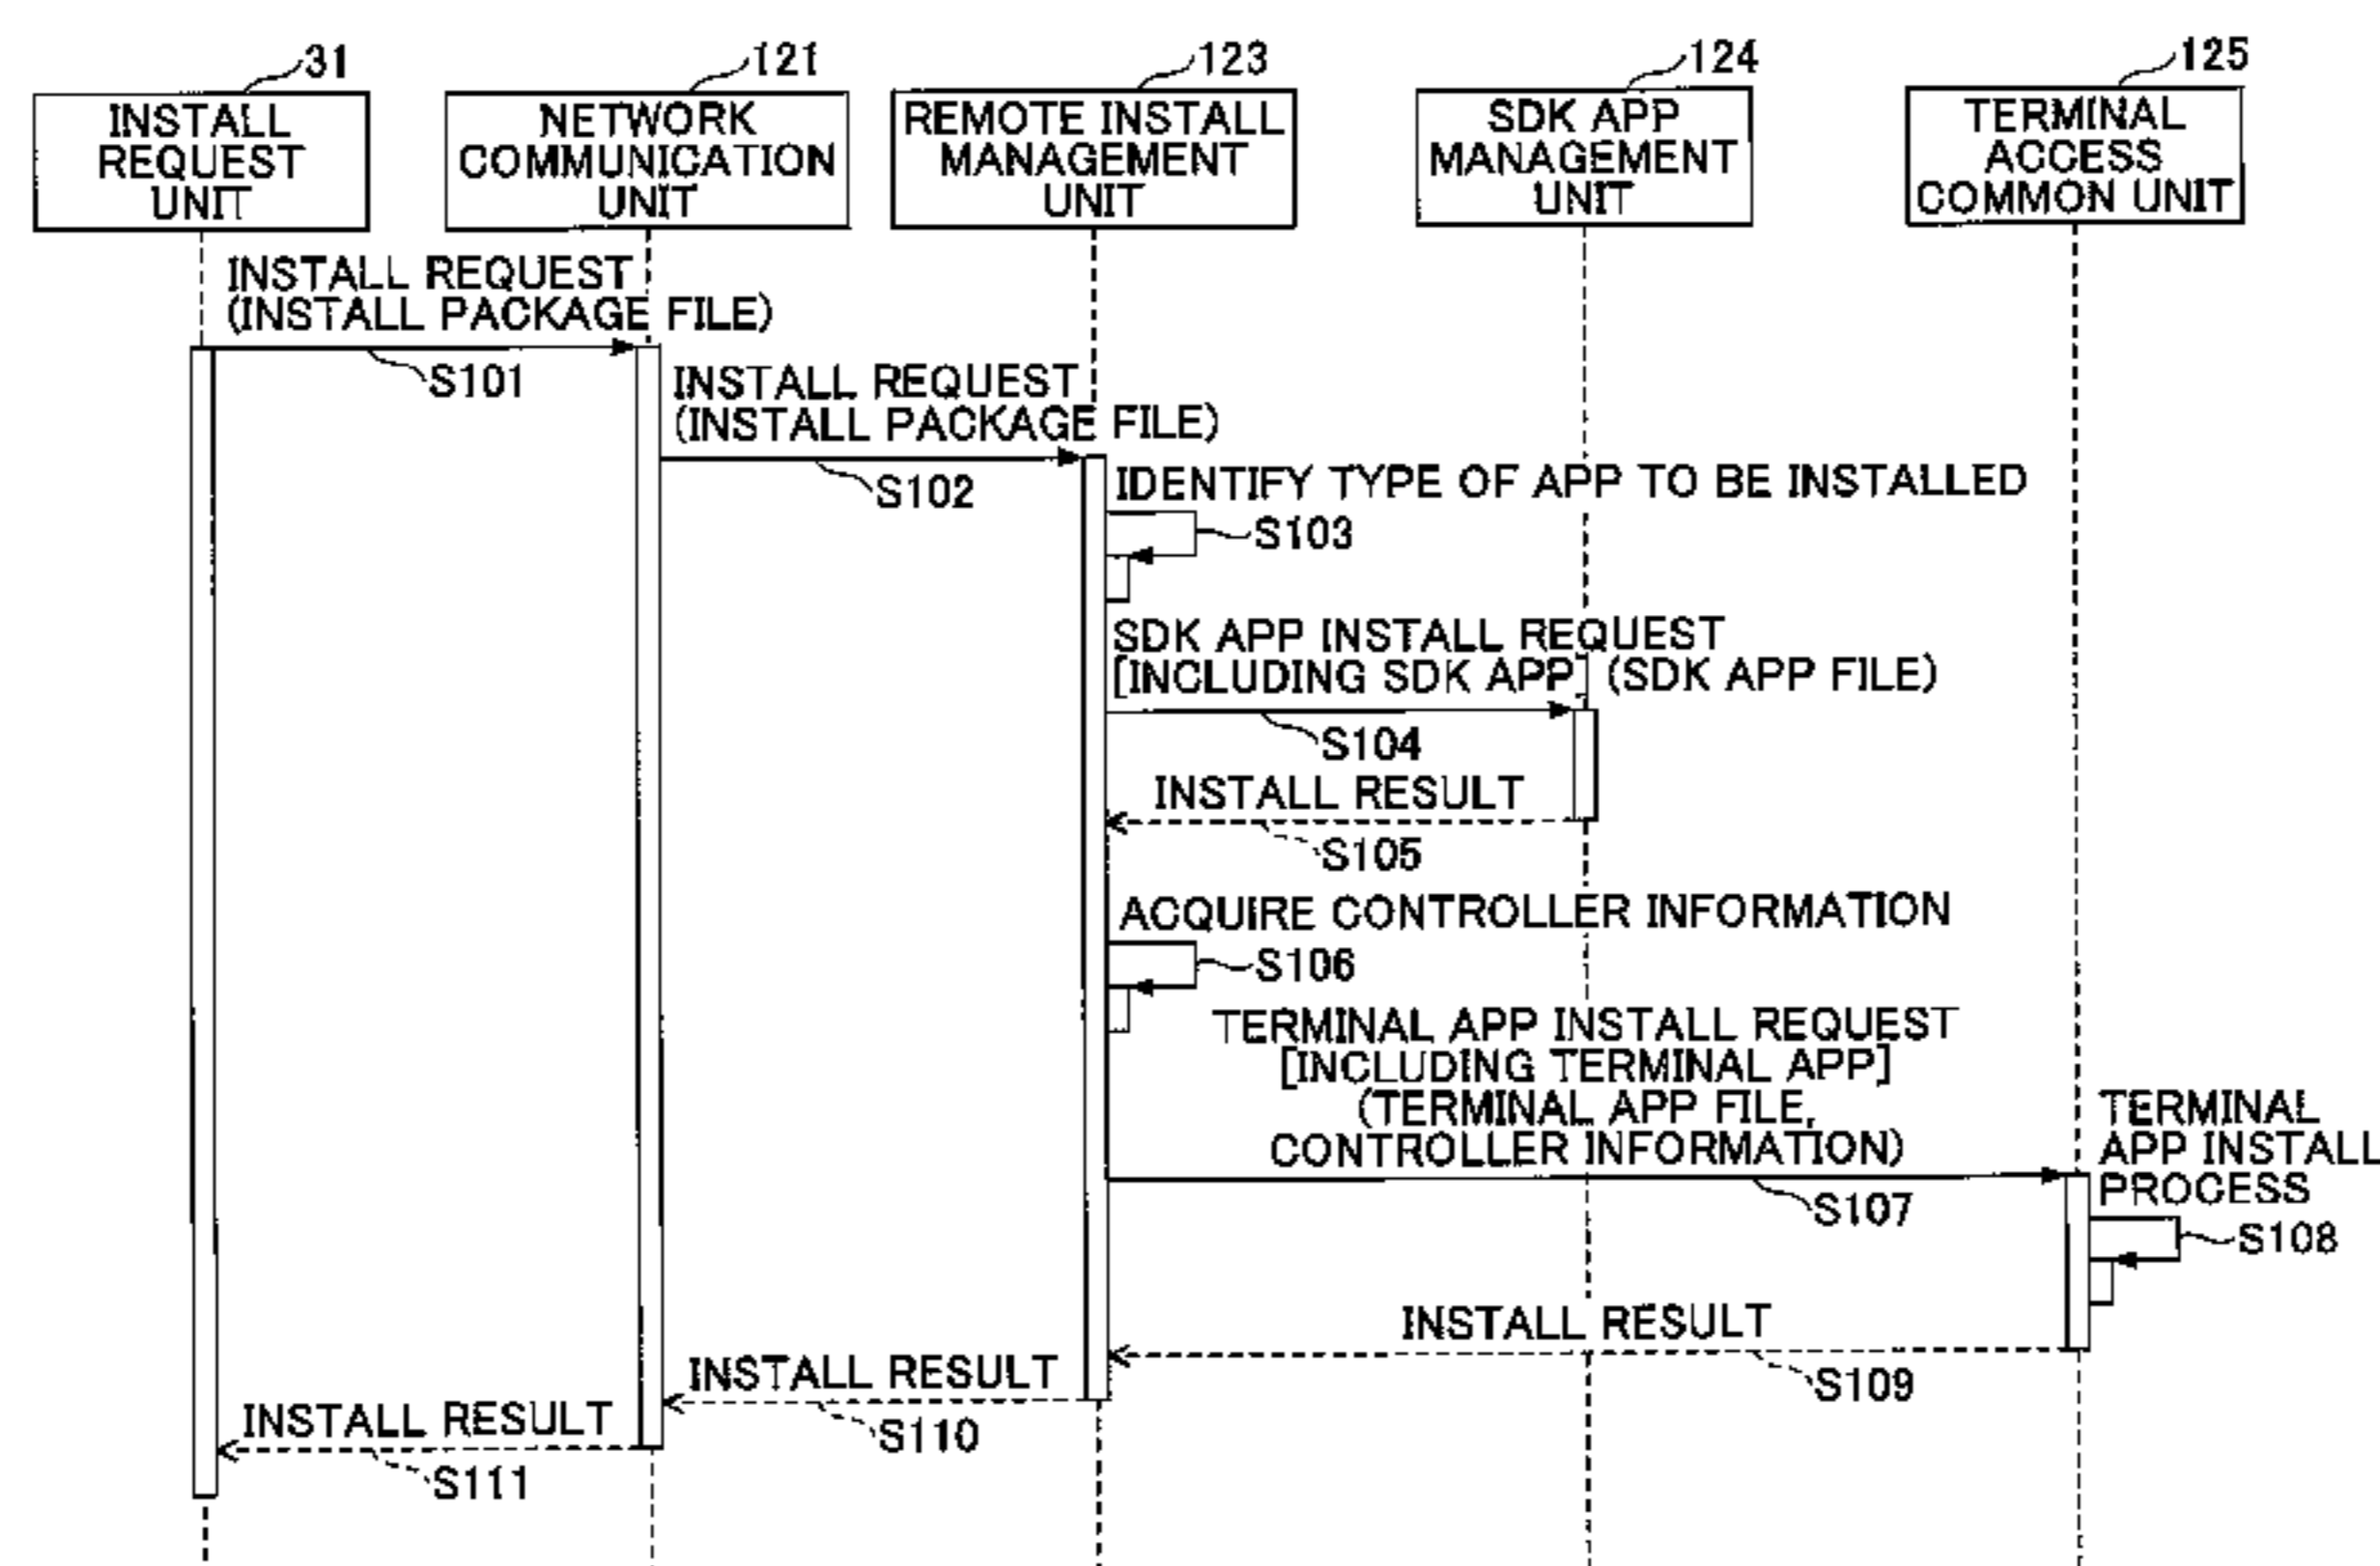 31
121
123
124
125
INSTALL
REQUEST
UNIT
NETWORK
COMMUNICATION
UNIT
REMOTE INSTALL
MANAGEMENT
UNIT
SDK APP
MANAGEMENT
UNIT
TERMINAL
ACCESS
COMMON UNIT
INSTALL REQUEST
(INSTALL PACKAGE FILE)
S101
INSTALL REQUEST
(INSTALL PACKAGE FILE)
S102
IDENTIFY TYPE OF APP TO BE INSTALLED
S103
SDK APP INSTALL REQUEST
[INCLUDING SDK APP] (SDK APP FILE)
S104
INSTALL RESULT
S105
ACQUIRE CONTROLLER INFORMATION
S106
TERMINAL APP INSTALL REQUEST
[INCLUDING TERMINAL APP]
(TERMINAL APP FILE,
CONTROLLER INFORMATION)
S107
TERMINAL
APP INSTALL
PROCESS
S108
INSTALL RESULT
S109
INSTALL RESULT
S110
INSTALL RESULT
S111